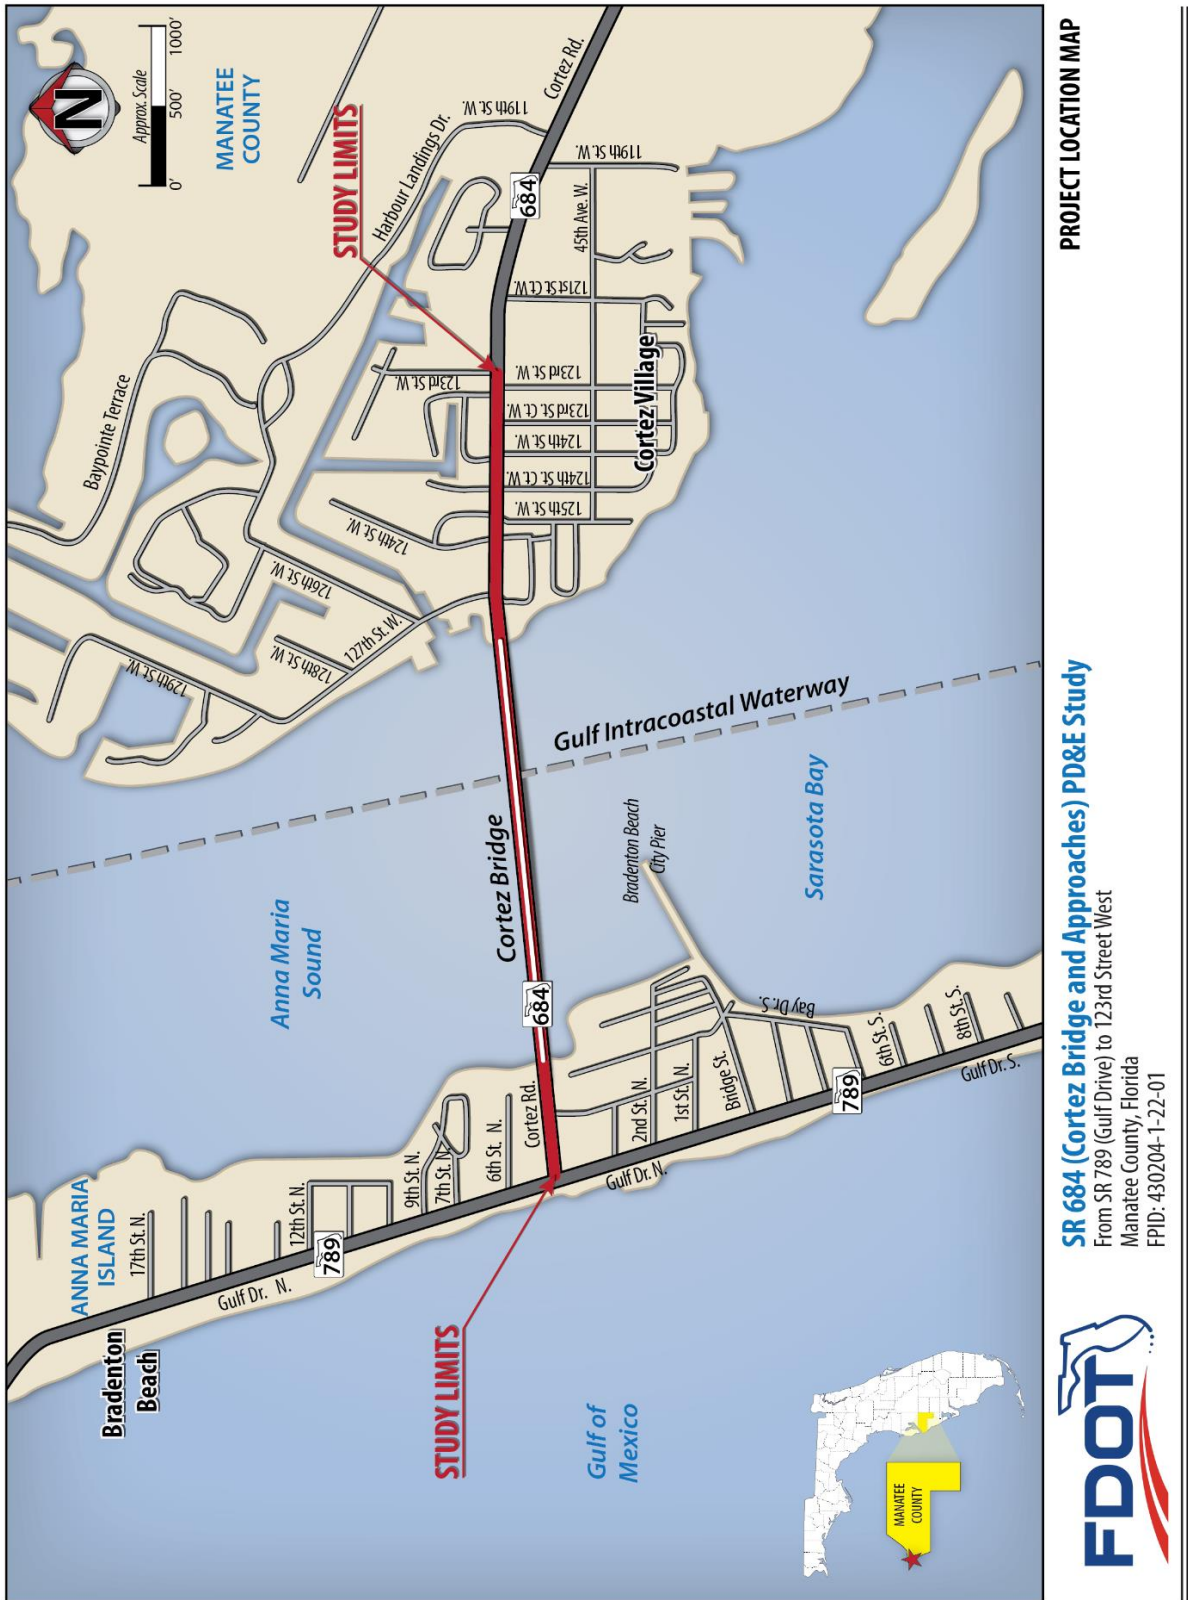 Bradenton
Beach
ANNA MARIA
ISLAND
17th St. N.
Gulf Dr. N.
12th St. N.
789
9th St. N.
7th St. N.
6th St. N.
Cortez Rd.
STUDY LIMITS
Gulf of
Mexico
Gulf Dr. N.
2nd St. N.
1st St. N.
Bridge St.
789
Bay Dr. S.
6th St. S.
8th St. S.
Gulf Dr. S.
Anna Maria
Sound
684
Cortez Bridge
Bradenton Beach
City Pier
Sarasota Bay
Gulf Intracoastal Waterway
129th St. W.
128th St. W.
127th St. W.
126th St. W.
124th St. W.
Baypointe Terrace
Harbour Landings Dr.
STUDY LIMITS
123rd St. W.
125th St. W.
124th St. Ct. W.
124th St. W.
123rd St. Ct. W.
123rd St. W.
121st St. Ct. W.
Cortez Village
45th Ave. W.
684
119th St. W.
119th St. W.
Cortez Rd.
MANATEE
COUNTY
N
Approx. Scale
0' 500' 1000'
MANATEE
COUNTY
FDOT
SR 684 (Cortez Bridge and Approaches) PD&E Study
From SR 789 (Gulf Drive) to 123rd Street West
Manatee County, Florida
FPID: 430204-1-22-01
PROJECT LOCATION MAP